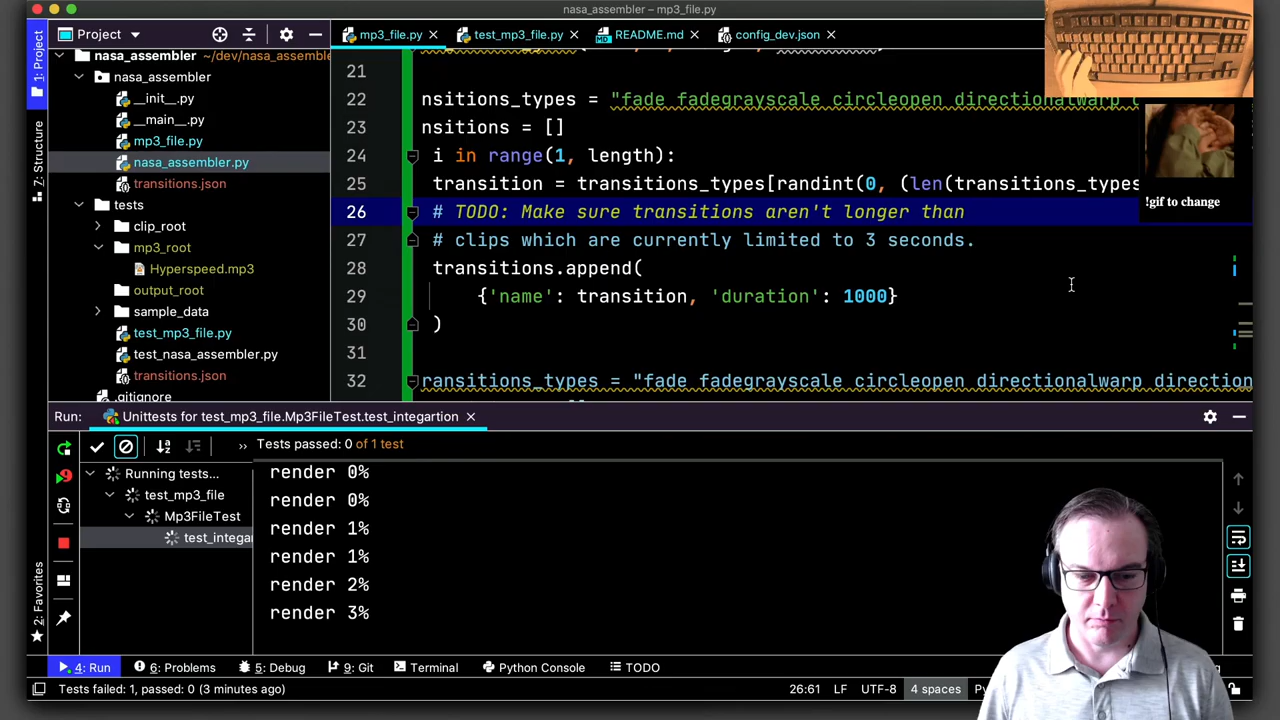 nasa_assembler – mp3_file.py
Project
mp3_file.py
test_mp3_file.py
README.md
config_dev.json
1: Project
7: Structure
2: Favorites
nasa_assembler ~/dev/nasa_assemble
nasa_assembler
__init__.py
__main__.py
mp3_file.py
nasa_assembler.py
transitions.json
tests
clip_root
mp3_root
Hyperspeed.mp3
output_root
sample_data
test_mp3_file.py
test_nasa_assembler.py
transitions.json
.gitignore
21
22 nsitions_types = "fade fadegrayscale circleopen directionalwarp
23 nsitions = []
24 i in range(1, length):
25 transition = transitions_types[randint(0, (len(transitions_types
26 # TODO: Make sure transitions aren't longer than
27 # clips which are currently limited to 3 seconds.
28 transitions.append(
29 {'name': transition, 'duration': 1000}
30 )
31
32 ransitions_types = "fade fadegrayscale circleopen directionalwarp direction
!gif to change
Run: Unittests for test_mp3_file.Mp3FileTest.test_integartion
» Tests passed: 0 of 1 test
Running tests...
test_mp3_file
Mp3FileTest
test_integar
render 0%
render 0%
render 1%
render 1%
render 2%
render 3%
4: Run
6: Problems
5: Debug
9: Git
Terminal
Python Console
TODO
Tests failed: 1, passed: 0 (3 minutes ago)
26:61 LF UTF-8 4 spaces